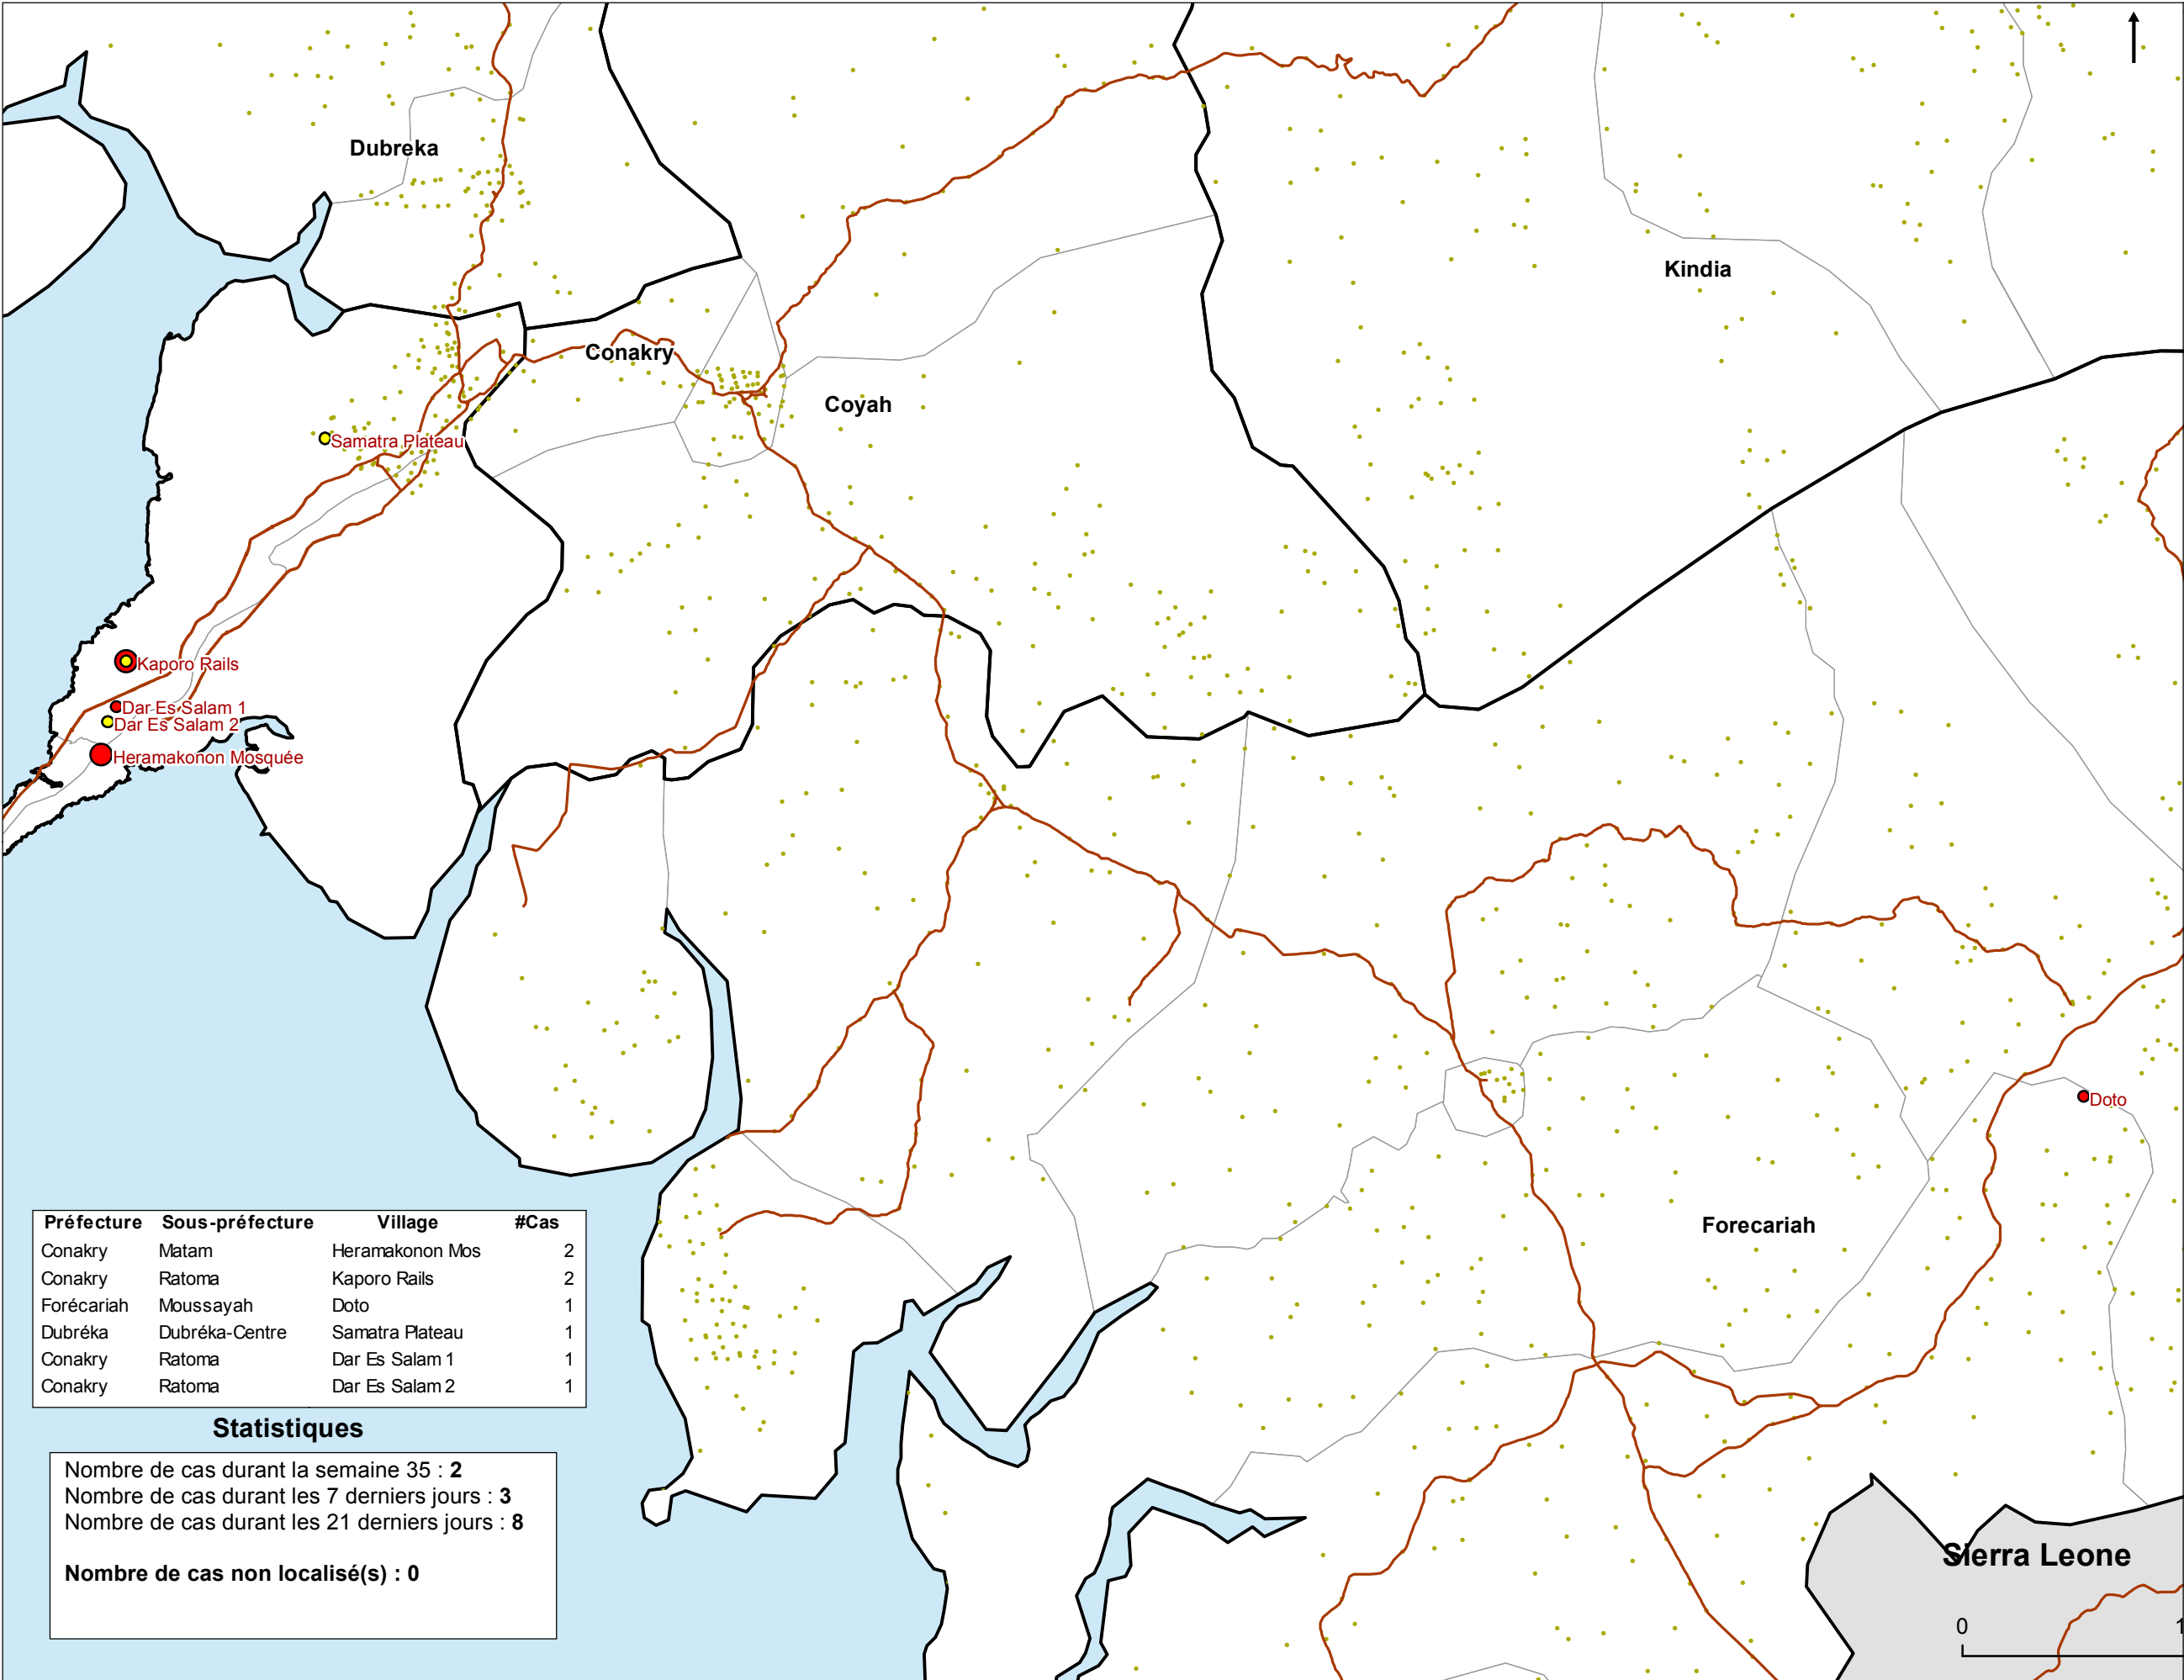 Dubreka
Kindia
Conakry
Coyah
Samatra Plateau
Kaporo Rails
Dar Es Salam 1
Dar Es Salam 2
Heramakonon Mosquée
Doto
Forecariah
Préfecture Sous-préfecture Village #Cas
Conakry Matam Heramakonon Mos 2
Conakry Ratoma Kaporo Rails 2
Forécariah Moussayah Doto 1
Dubréka Dubréka-Centre Samatra Plateau 1
Conakry Ratoma Dar Es Salam 1 1
Conakry Ratoma Dar Es Salam 2 1
Statistiques
Nombre de cas durant la semaine 35 : 2
Nombre de cas durant les 7 derniers jours : 3
Nombre de cas durant les 21 derniers jours : 8
Nombre de cas non localisé(s) : 0
Sierra Leone
0 1